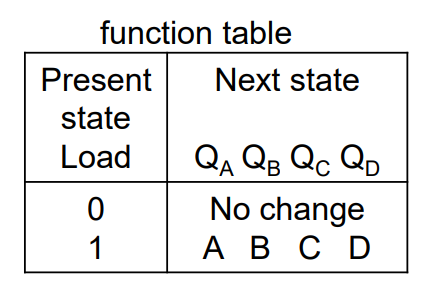 function table
Present Next state
state
Load Q_A Q_B Q_C Q_D
0 No change
1 A B C D